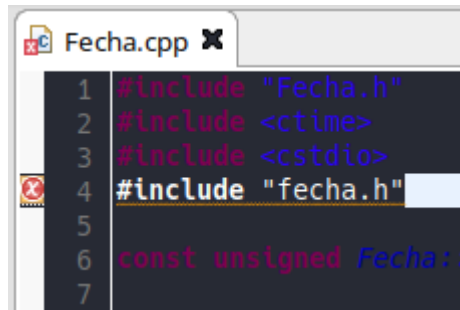 Fecha.cpp
1 #include "Fecha.h"
2 #include <ctime>
3 #include <cstdio>
4 #include "fecha.h"
5
6 const unsigned Fecha:
7